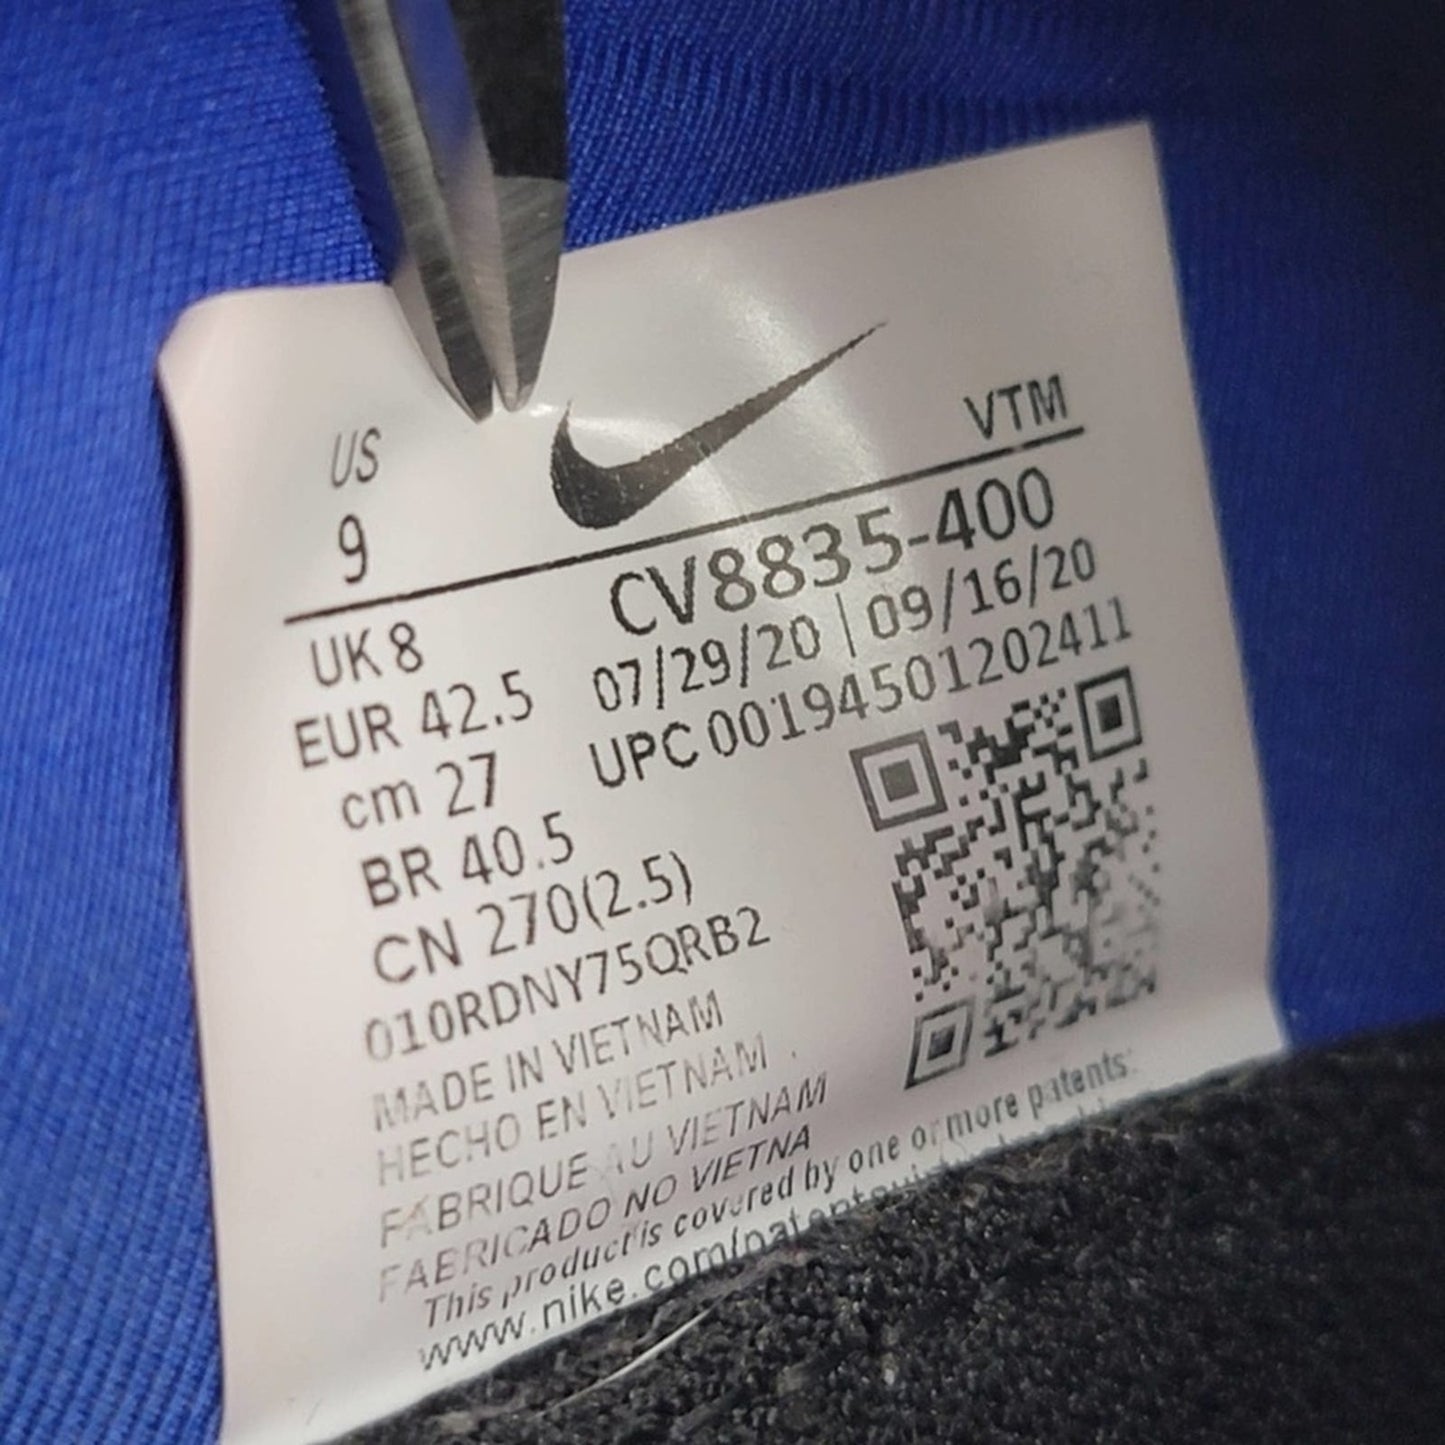 US
9
VTM
UK 8
EUR 42.5
cm 27
BR 40.5
CN 270(2.5)
CV8835-400
07/29/20 | 09/16/20
UPC 00194501202411
010RDNY75QRB2
MADE IN VIETNAM
HECHO EN VIETNAM
FABRIQUE AU VIETNAM
FABRICADO NO VIETNA
This product is covered by one or more patents:
www.nike.com/patents